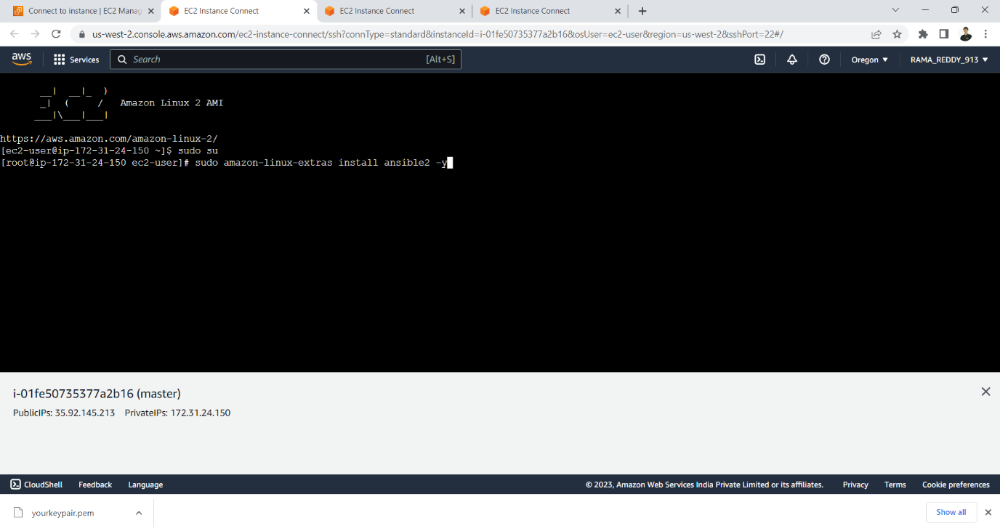 Connect to instance | EC2 Manag
EC2 Instance Connect
EC2 Instance Connect
EC2 Instance Connect
us-west-2.console.aws.amazon.com/ec2-instance-connect/ssh?connType=standard&instanceId=i-01fe50735377a2b16&osUser=ec2-user&region=us-west-2&sshPort=22#/
aws
Services
Search
[Alt+S]
Oregon
RAMA_REDDY_913
__|  __|_  )
_|  (     /   Amazon Linux 2 AMI
___|\___|___|
https://aws.amazon.com/amazon-linux-2/
[ec2-user@ip-172-31-24-150 ~]$ sudo su
[root@ip-172-31-24-150 ec2-user]# sudo amazon-linux-extras install ansible2 -y
i-01fe50735377a2b16 (master)
PublicIPs: 35.92.145.213 PrivateIPs: 172.31.24.150
CloudShell
Feedback
Language
© 2023, Amazon Web Services India Private Limited or its affiliates.
Privacy
Terms
Cookie preferences
yourkeypair.pem
Show all